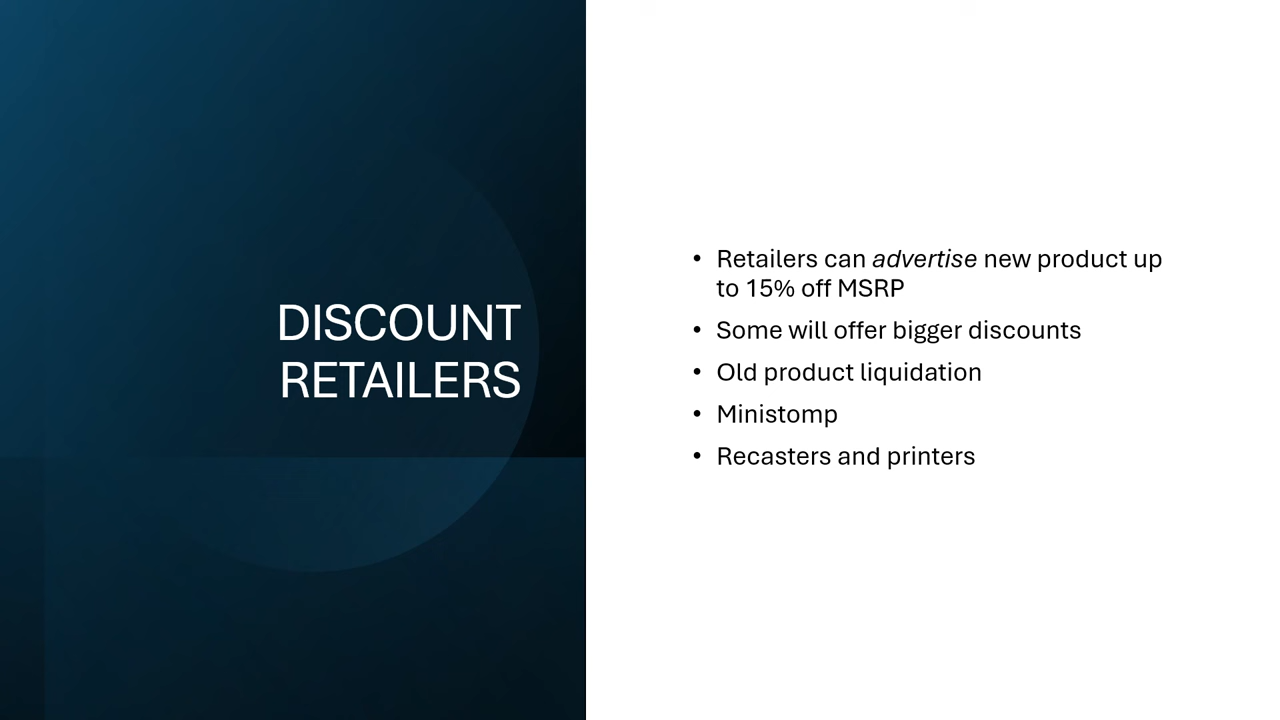 DISCOUNT
RETAILERS
• Retailers can advertise new product up
to 15% off MSRP
• Some will offer bigger discounts
• Old product liquidation
• Ministomp
• Recasters and printers